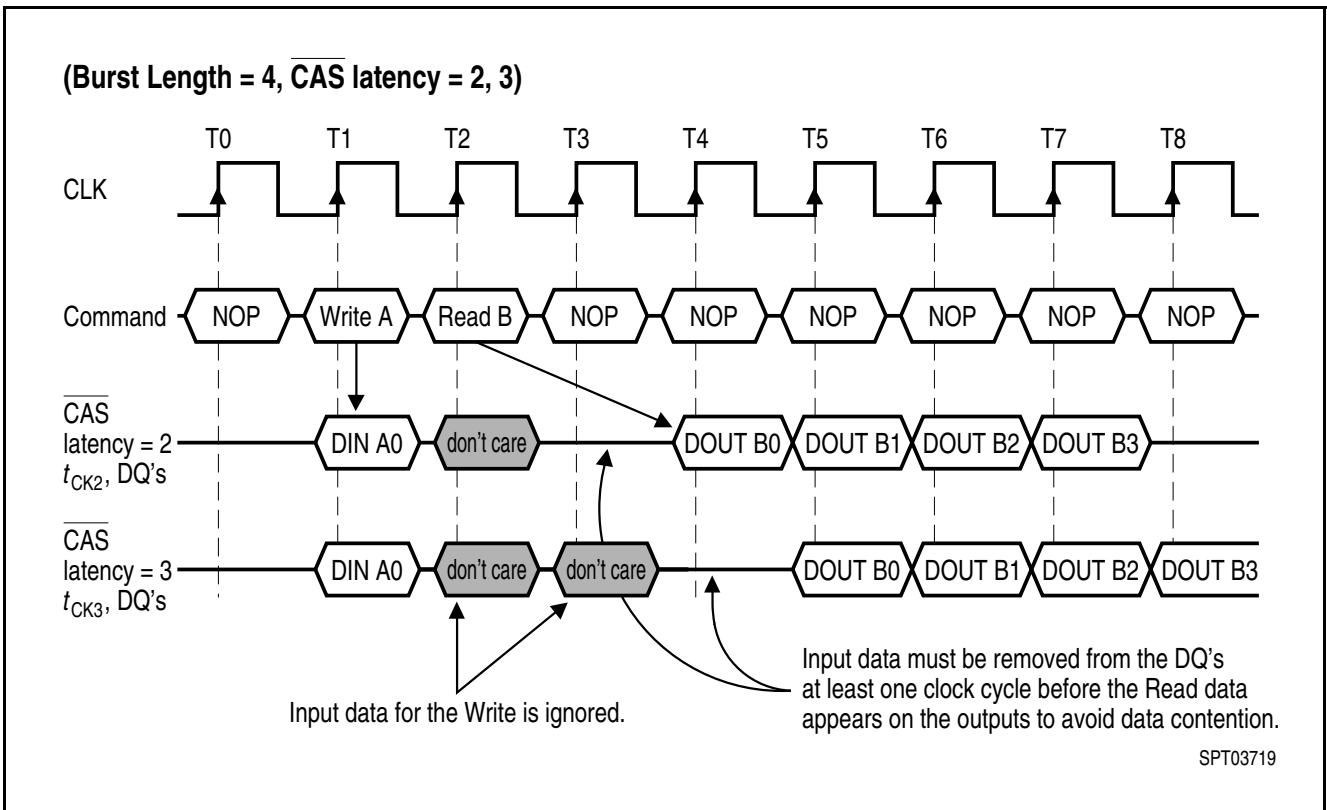 (Burst Length = 4, CAS latency = 2, 3)
T0 T1 T2 T3 T4 T5 T6 T7 T8
CLK
Command NOP Write A Read B NOP NOP NOP NOP NOP NOP
CAS
latency = 2
tCK2, DQ's
DIN A0 don't care DOUT B0 DOUT B1 DOUT B2 DOUT B3
CAS
latency = 3
tCK3, DQ's
DIN A0 don't care don't care DOUT B0 DOUT B1 DOUT B2 DOUT B3
Input data for the Write is ignored.
Input data must be removed from the DQ's
at least one clock cycle before the Read data
appears on the outputs to avoid data contention.
SPT03719